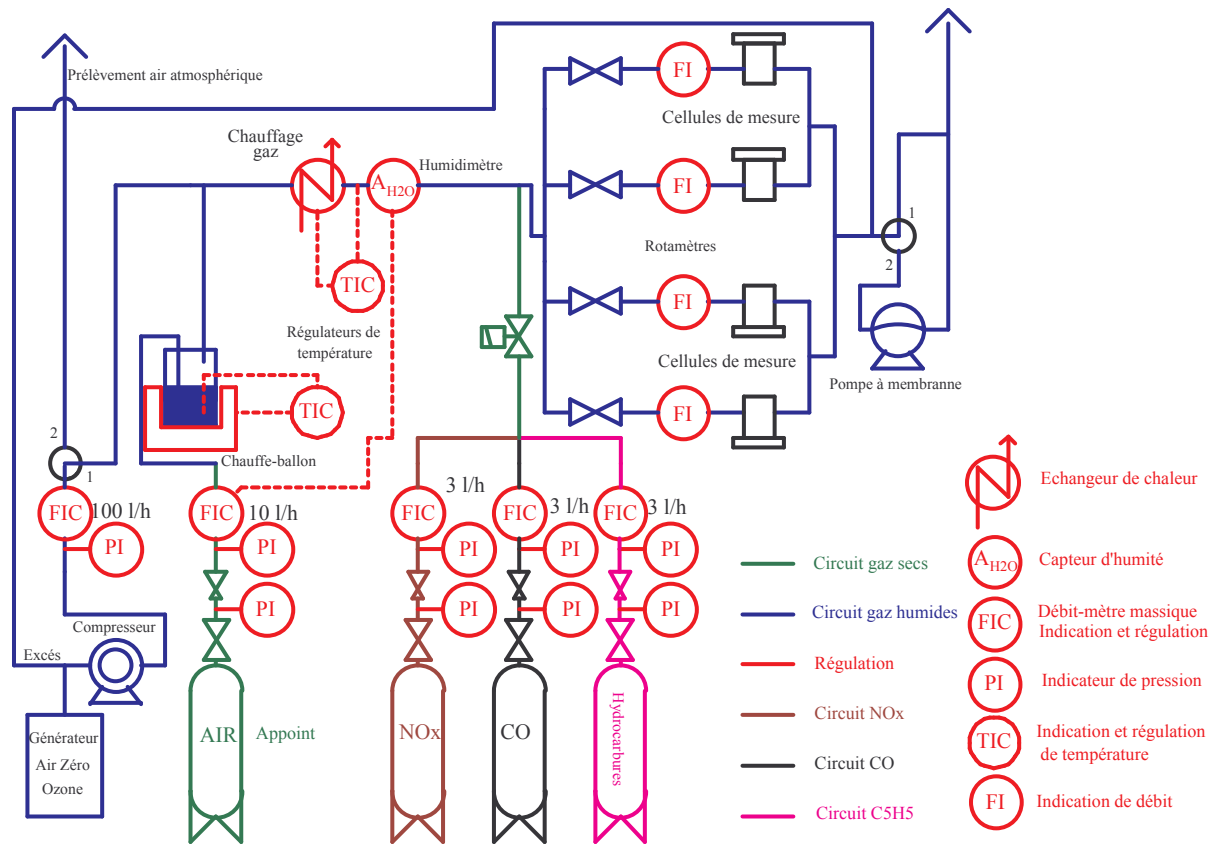 Prélèvement air atmosphérique
Chauffage
gaz
A H2O
Humidimètre
TIC
Régulateurs de
température
TIC
Chauffe-ballon
FI
Cellules de mesure
FI
Rotamètres
FI
Cellules de mesure
FI
1
2
Pompe à membranne
2
1
FIC
100 l/h
PI
FIC
10 l/h
PI
PI
FIC
3 l/h
PI
PI
FIC
3 l/h
PI
PI
FIC
3 l/h
PI
PI
Compresseur
Excés
Générateur
Air Zéro
Ozone
AIR
Appoint
NOx
CO
Hydrocarbures
Circuit gaz secs
Circuit gaz humides
Régulation
Circuit NOx
Circuit CO
Circuit C5H5
Echangeur de chaleur
A H2O
Capteur d'humité
FIC
Débit-mètre massique
Indication et régulation
PI
Indicateur de pression
TIC
Indication et régulation
de température
FI
Indication de débit